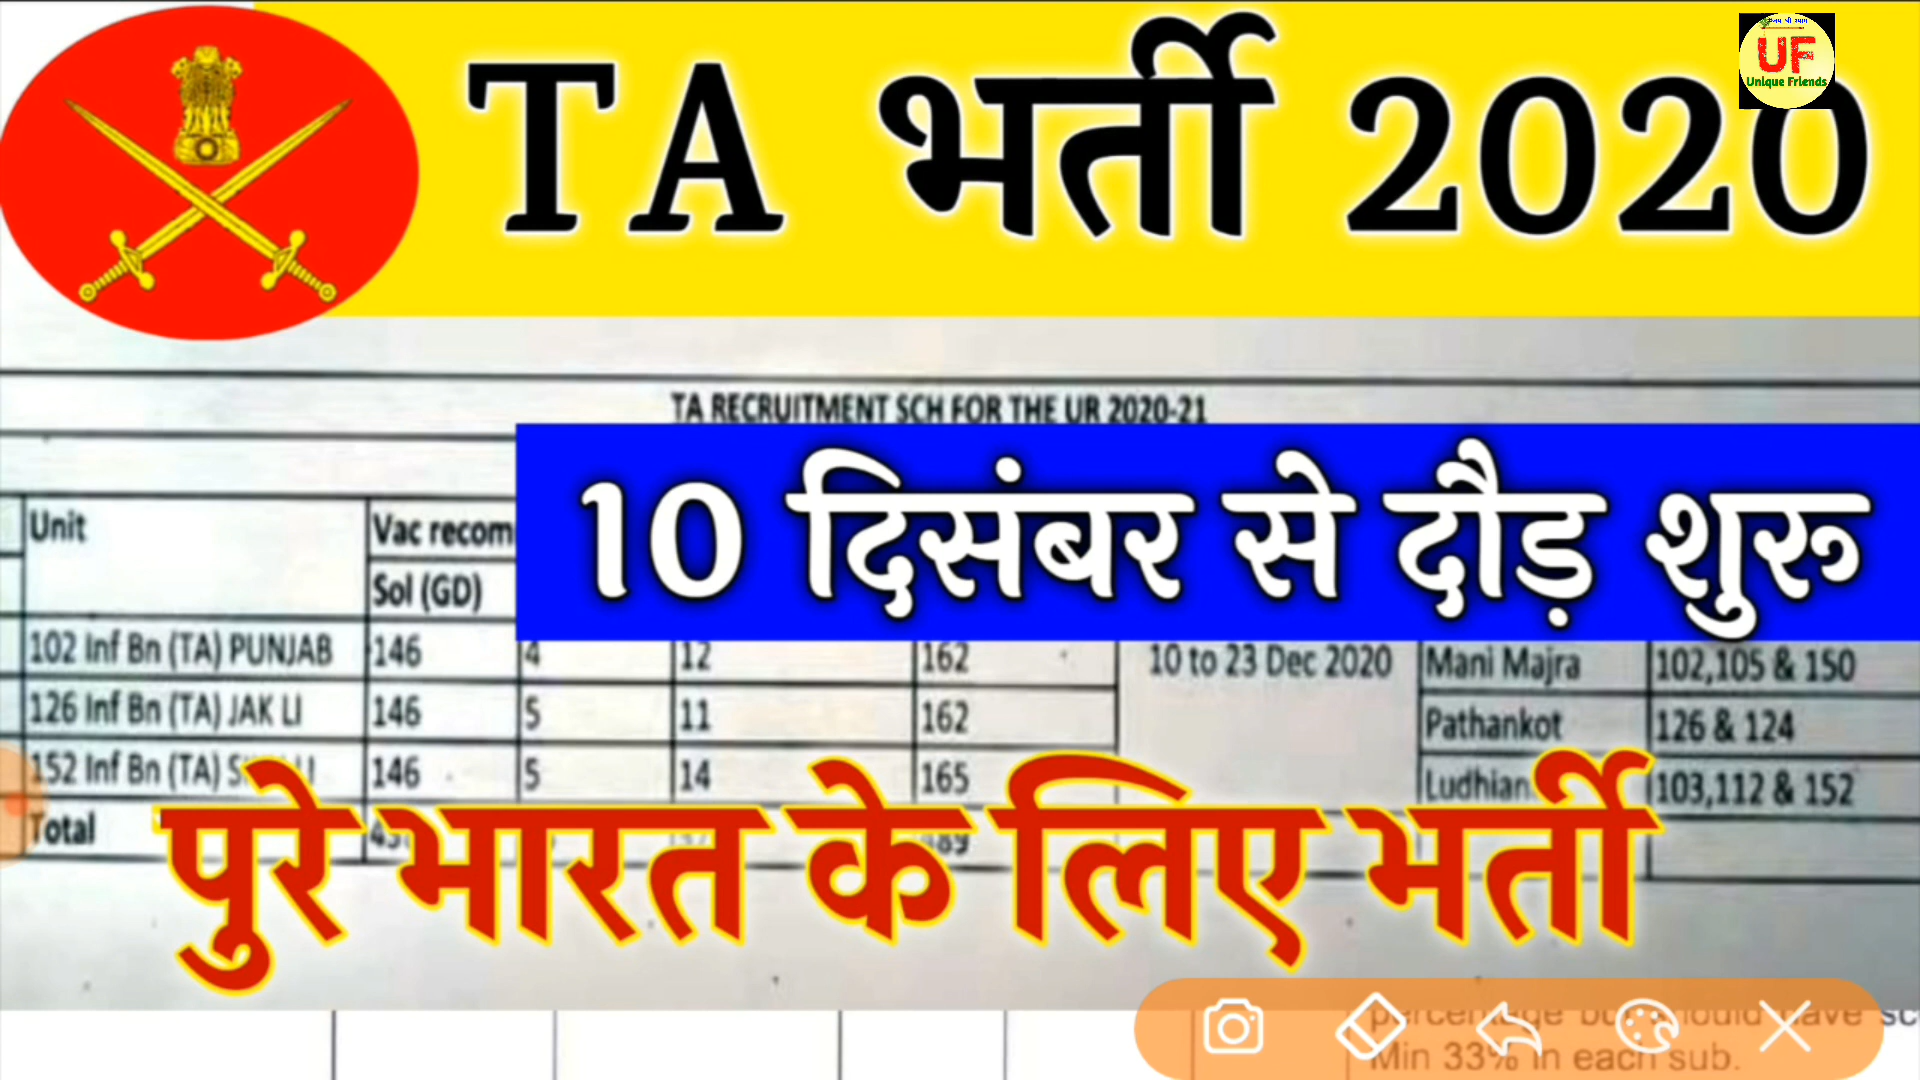 जय श्री श्याम
UF
Unique Friends
TA भर्ती 2020
TA RECRUITMENT SCH FOR THE UR 2020-21
10 दिसंबर से दौड़ शुरू
Unit Vac recom
Sol (GD)
102 Inf Bn (TA) PUNJAB 146 4 12 162 10 to 23 Dec 2020 Mani Majra 102,105 & 150
126 Inf Bn (TA) JAK LI 146 5 11 162 Pathankot 126 & 124
152 Inf Bn (TA) 146 5 14 165 103,112 & 152
Total
पुरे भारत के लिए भर्ती
Min 33% in each sub.